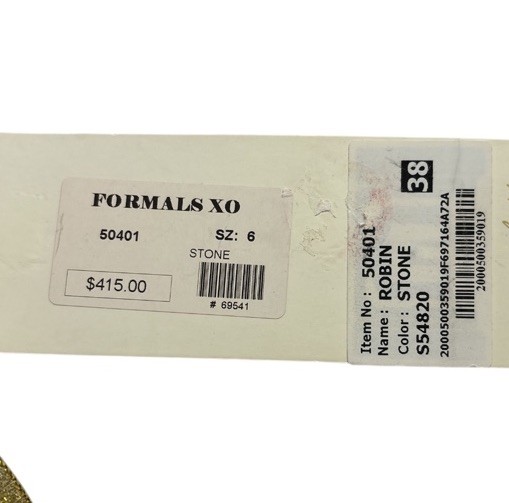 FORMALS XO
50401 SZ: 6
STONE
$415.00
# 69541
38
Item No: 50401
Name: ROBIN
Color: STONE
S54820
2000500359019F697164A72A
2000500359019